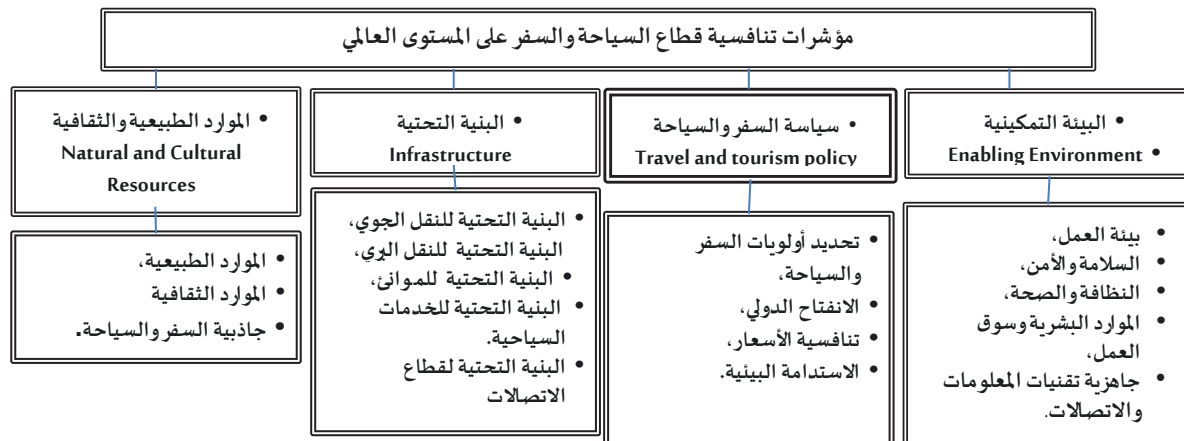 مؤشرات تنافسية قطاع السياحة والسفر على المستوى العالمي
• البيئة التمكينية
• Enabling Environment
• سياسة السفر والسياحة
Travel and tourism policy
• البنية التحتية
Infrastructure
• الموارد الطبيعية والثقافية
Natural and Cultural
Resources
• بيئة العمل،
• السلامة والأمن،
• النظافة والصحة،
• الموارد البشرية وسوق
العمل،
• جاهزية تقنيات المعلومات
والاتصالات.
• تحديد أولويات السفر
والسياحة،
• الانفتاح الدولي،
• تنافسية الأسعار،
• الاستدامة البيئية.
• البنية التحتية للنقل الجوي،
البنية التحتية للنقل البري،
• البنية التحتية للموانئ،
• البنية التحتية للخدمات
السياحية.
• البنية التحتية لقطاع
الاتصالات
• الموارد الطبيعية،
• الموارد الثقافية
• جاذبية السفر والسياحة.